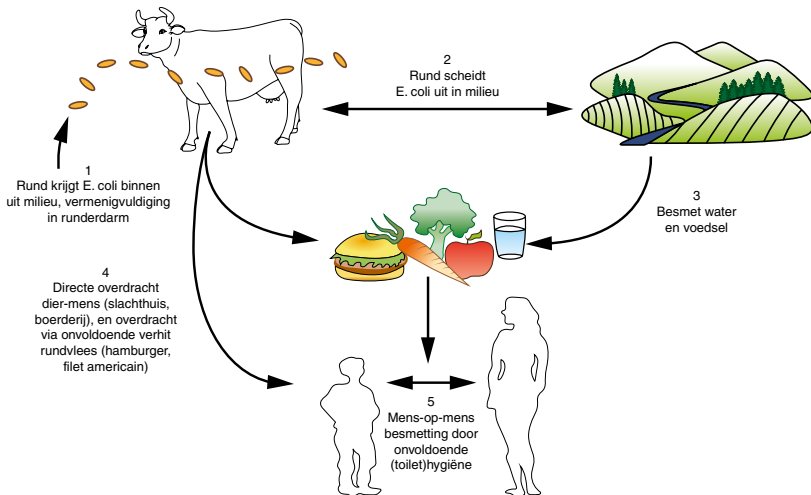 1
Rund krijgt E. coli binnen
uit milieu, vermenigvuldiging
in runderdarm
2
Rund scheidt
E. coli uit in milieu
3
Besmet water
en voedsel
4
Directe overdracht
dier-mens (slachthuis,
boerderij), en overdracht
via onvoldoende verhit
rundvlees (hamburger,
filet americain)
5
Mens-op-mens
besmetting door
onvoldoende
(toilet)hygiëne